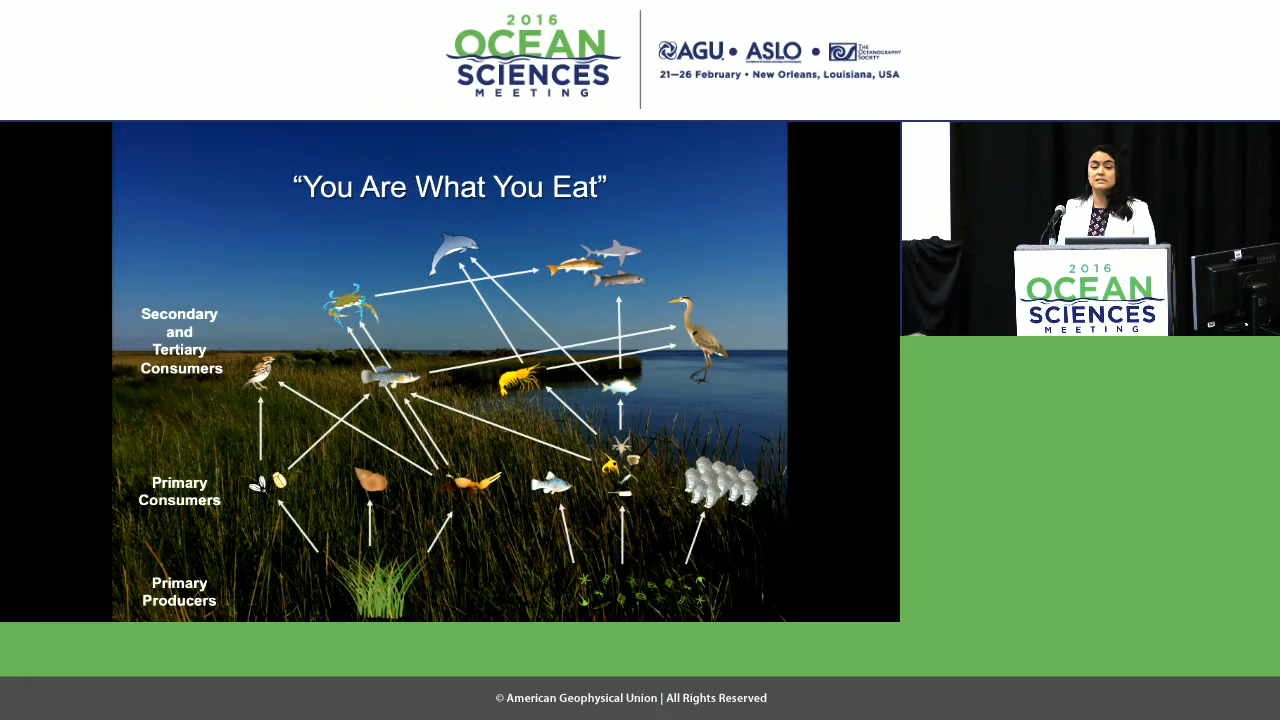 2016
OCEAN
SCIENCES
MEETING
AGU • ASLO • THE OCEANOGRAPHY SOCIETY
21—26 February • New Orleans, Louisiana, USA
“You Are What You Eat”
Secondary
and
Tertiary
Consumers
Primary
Consumers
Primary
Producers
2016
OCEAN
SCIENCES
MEETING
© American Geophysical Union | All Rights Reserved